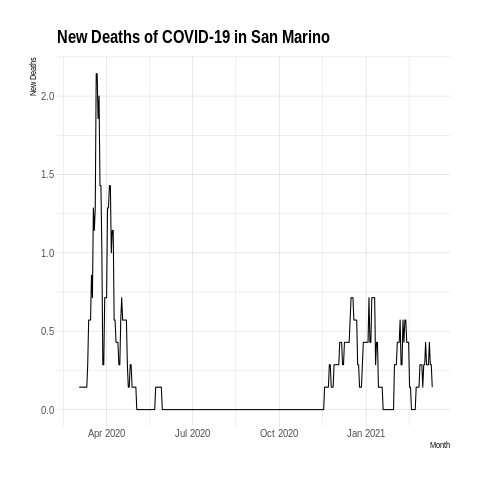 New Deaths of COVID-19 in San Marino
New Deaths
2.0
1.5
1.0
0.5
0.0
Apr 2020 Jul 2020 Oct 2020 Jan 2021
Month